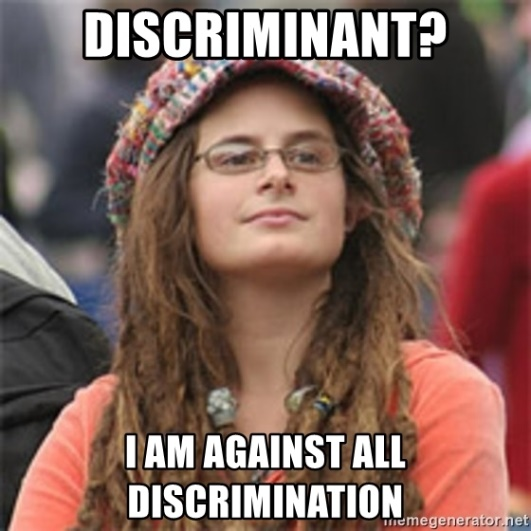 DISCRIMINANT?
I AM AGAINST ALL
DISCRIMINATION
memegenerator.net